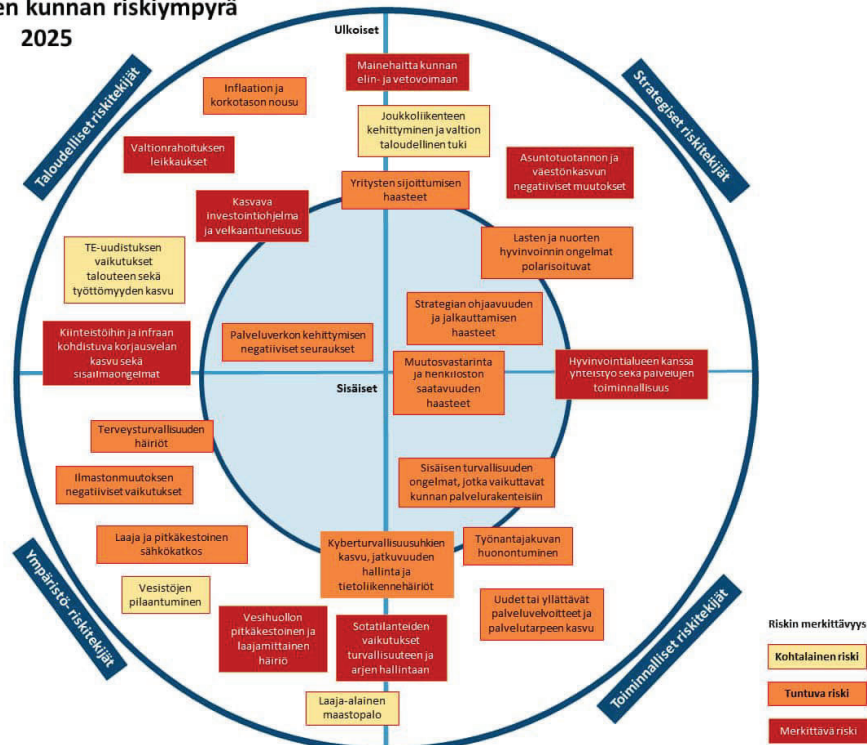 en kunnan riskiympyrä
2025
Ulkoiset
Mainehaitta kunnan
elin- ja vetovoimaan
Inflaation ja
korkotason nousu
Joukkoliikenteen
kehittyminen ja valtion
taloudellinen tuki
Taloudelliset riskitekijät
Strategiset riskitekijät
Valtionrahoituksen
leikkaukset
Asuntotuotannon ja
väestönkasvun
negatiiviset muutokset
Yritysten sijoittumisen
haasteet
Kasvava
investointiohjelma
ja velkaantuneisuus
TE-uudistuksen
vaikutukset
talouteen sekä
työttömyyden kasvu
Lasten ja nuorten
hyvinvoinnin ongelmat
polarisoituvat
Strategian ohjaavuuden
ja jalkauttamisen
haasteet
Palveluverkon kehittymisen
negatiiviset seuraukset
Kiinteistöihin ja infraan
kohdistuva korjausvelan
kasvu sekä
sisäilmaongelmat
Sisäiset
Muutosvastarinta
ja henkilöstön
saatavuuden
haasteet
Hyvinvointialueen kanssa
yhteistyö sekä palvelujen
toiminnallisuus
Terveysturvallisuuden
häiriöt
Ilmastonmuutoksen
negatiiviset vaikutukset
Sisäisen turvallisuuden
ongelmat, jotka vaikuttavat
kunnan palvelurakenteisiin
Laaja ja pitkäkestoinen
sähkökatkos
Kyberturvallisuusuhkien
kasvu, jatkuvuuden
hallinta ja
tietoliikennehäiriöt
Työnantajakuvan
huonontuminen
Ympäristö- riskitekijät
Vesistöjen
pilaantuminen
Uudet tai yllättävät
palveluvelvoitteet ja
palvelutarpeen kasvu
Toiminnalliset riskitekijät
Vesihuollon
pitkäkestoinen ja
laajamittainen
häiriö
Sotatilanteiden
vaikutukset
turvallisuuteen ja
arjen hallintaan
Laaja-alainen
maastopalo
Riskin merkittävyys
Kohtalainen riski
Tuntuva riski
Merkittävä riski